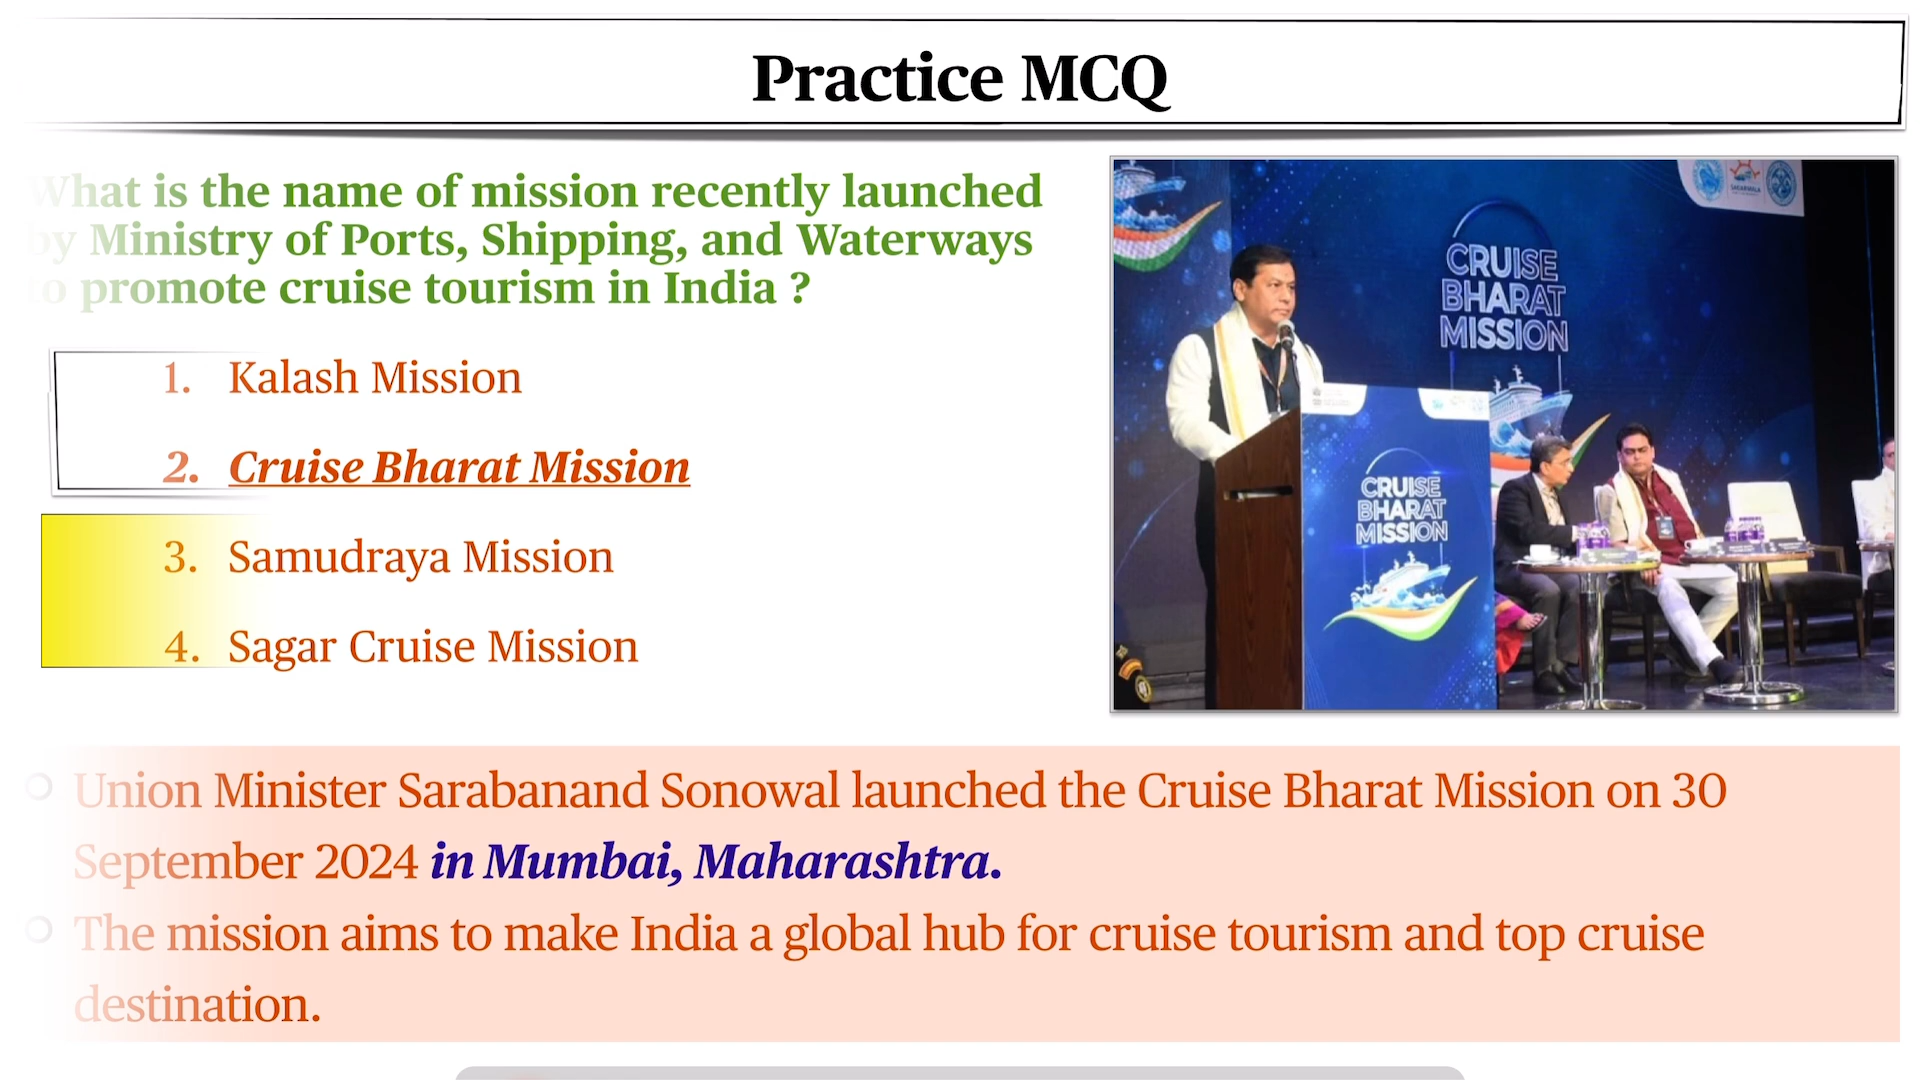 Practice MCQ
What is the name of mission recently launched
by Ministry of Ports, Shipping, and Waterways
to promote cruise tourism in India ?
1. Kalash Mission
2. Cruise Bharat Mission
3. Samudraya Mission
4. Sagar Cruise Mission
CRUISE
BHARAT
MISSION
CRUISE
BHARAT
MISSION
Union Minister Sarabanand Sonowal launched the Cruise Bharat Mission on 30
September 2024 in Mumbai, Maharashtra.
The mission aims to make India a global hub for cruise tourism and top cruise
destination.